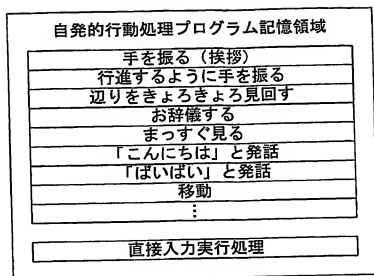 自発的行動処理プログラム記憶領域
手を振る（挨拶）
行進するように手を振る
辺りをきょろきょろ見回す
お辞儀する
まっすぐ見る
「こんにちは」と発話
「ばいばい」と発話
移動
⋮
直接入力実行処理